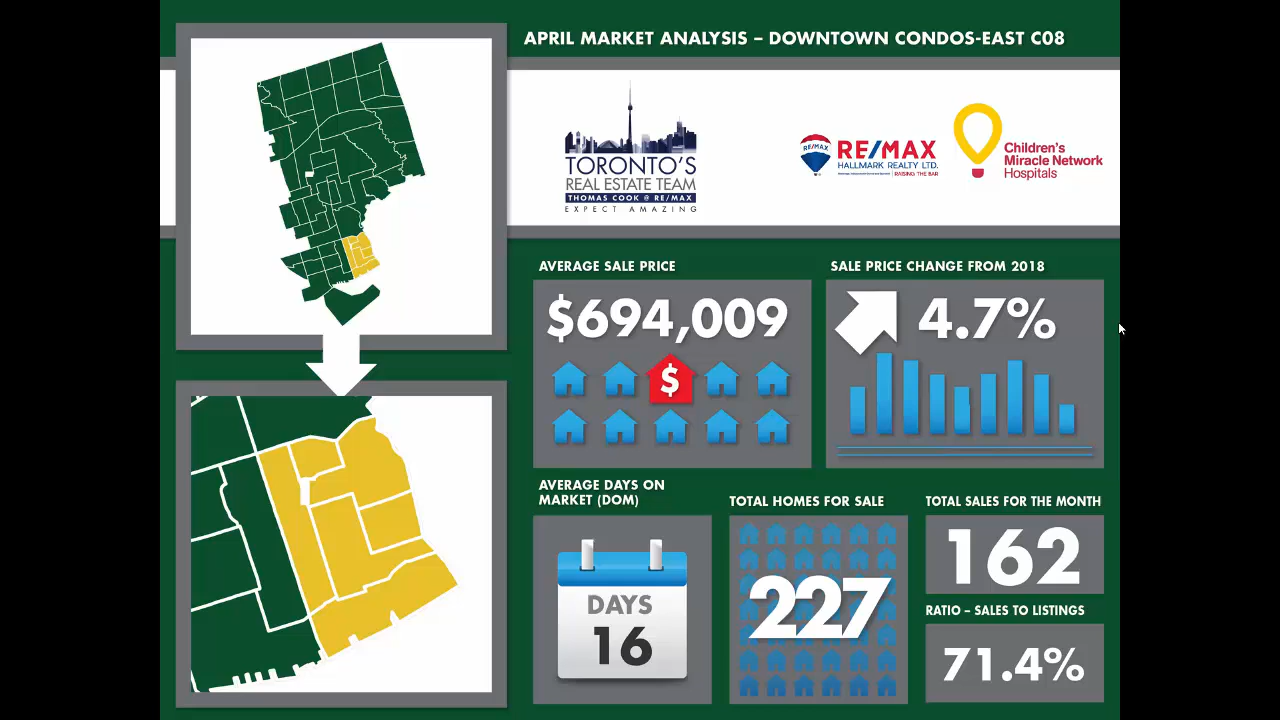 APRIL MARKET ANALYSIS – DOWNTOWN CONDOS-EAST C08
TORONTO'S
REAL ESTATE TEAM
THOMAS COOK @ RE/MAX
EXPECT AMAZING
RE/MAX
RE/MAX
HALLMARK REALTY LTD.
RAISING THE BAR
Children's
Miracle Network
Hospitals
AVERAGE SALE PRICE
$694,009
$
SALE PRICE CHANGE FROM 2018
4.7%
AVERAGE DAYS ON
MARKET (DOM)
DAYS
16
TOTAL HOMES FOR SALE
227
TOTAL SALES FOR THE MONTH
162
RATIO – SALES TO LISTINGS
71.4%